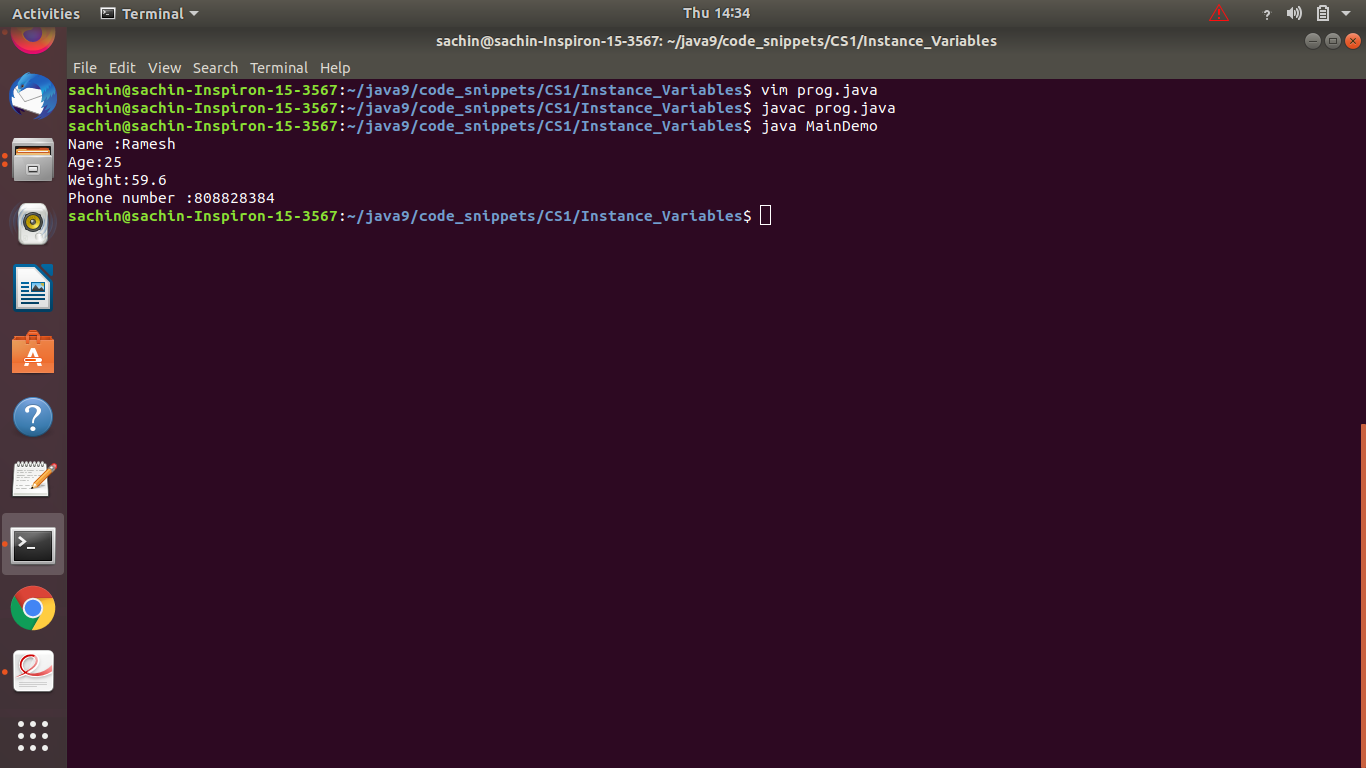 Activities Terminal Thu 14:34 ?
sachin@sachin-Inspiron-15-3567: ~/java9/code_snippets/CS1/Instance_Variables
File Edit View Search Terminal Help
sachin@sachin-Inspiron-15-3567:~/java9/code_snippets/CS1/Instance_Variables$ vim prog.java
sachin@sachin-Inspiron-15-3567:~/java9/code_snippets/CS1/Instance_Variables$ javac prog.java
sachin@sachin-Inspiron-15-3567:~/java9/code_snippets/CS1/Instance_Variables$ java MainDemo
Name :Ramesh
Age:25
Weight:59.6
Phone number :808828384
sachin@sachin-Inspiron-15-3567:~/java9/code_snippets/CS1/Instance_Variables$